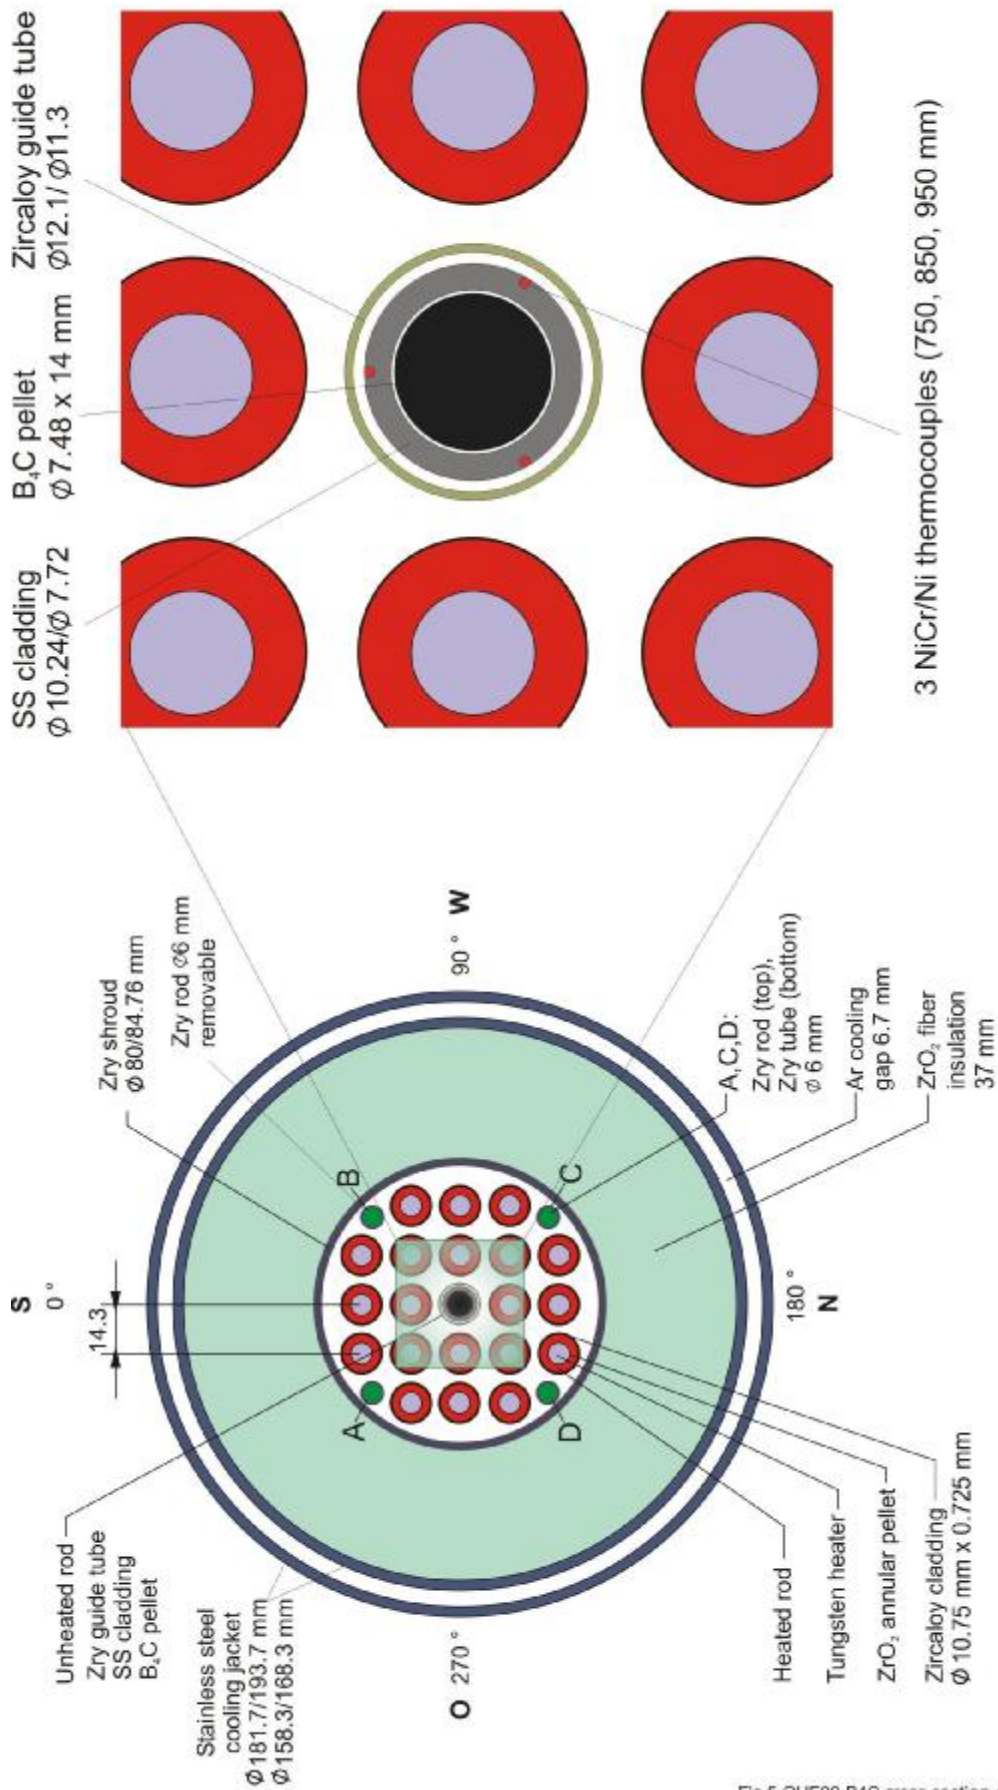 SS cladding
Ø10.24/Ø7.72
B₄C pellet
Ø7.48 x 14 mm
Zircaloy guide tube
Ø12.1/Ø11.3
3 NiCr/Ni thermocouples (750, 850, 950 mm)
Unheated rod
Zry guide tube
SS cladding
B₄C pellet
Stainless steel
cooling jacket
Ø181.7/193.7 mm
Ø158.3/168.3 mm
14.3
S
0 °
Zry shroud
Ø 80/84.76 mm
Zry rod Ø6 mm
removable
A
B
C
D
O 270 °
90 ° W
180 °
N
Heated rod
Tungsten heater
ZrO₂ annular pellet
Zircaloy cladding
Ø 10.75 mm x 0.725 mm
A,C,D:
Zry rod (top),
Zry tube (bottom)
Ø 6 mm
Ar cooling
gap 6.7 mm
ZrO₂ fiber
insulation
37 mm